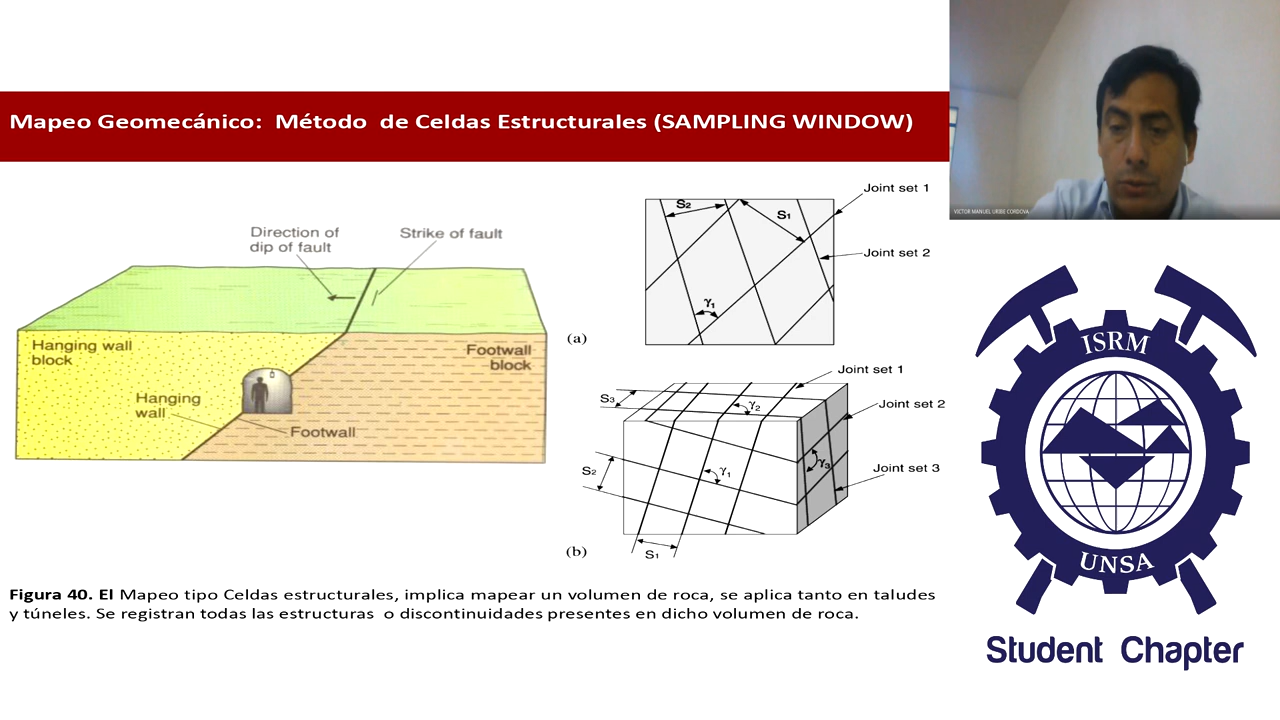 Mapeo Geomecánico: Método de Celdas Estructurales (SAMPLING WINDOW)
VICTOR MANUEL URIBE CORDOVA
Direction of
dip of fault
Strike of fault
Hanging wall
block
Footwall
block
Hanging
wall
Footwall
Joint set 1
S2
S1
Joint set 2
γ1
(a)
Joint set 1
S3
γ2
Joint set 2
S2
γ1
γ3
Joint set 3
(b)
S1
Figura 40. El Mapeo tipo Celdas estructurales, implica mapear un volumen de roca, se aplica tanto en taludes
y túneles. Se registran todas las estructuras o discontinuidades presentes en dicho volumen de roca.
ISRM
UNSA
Student Chapter